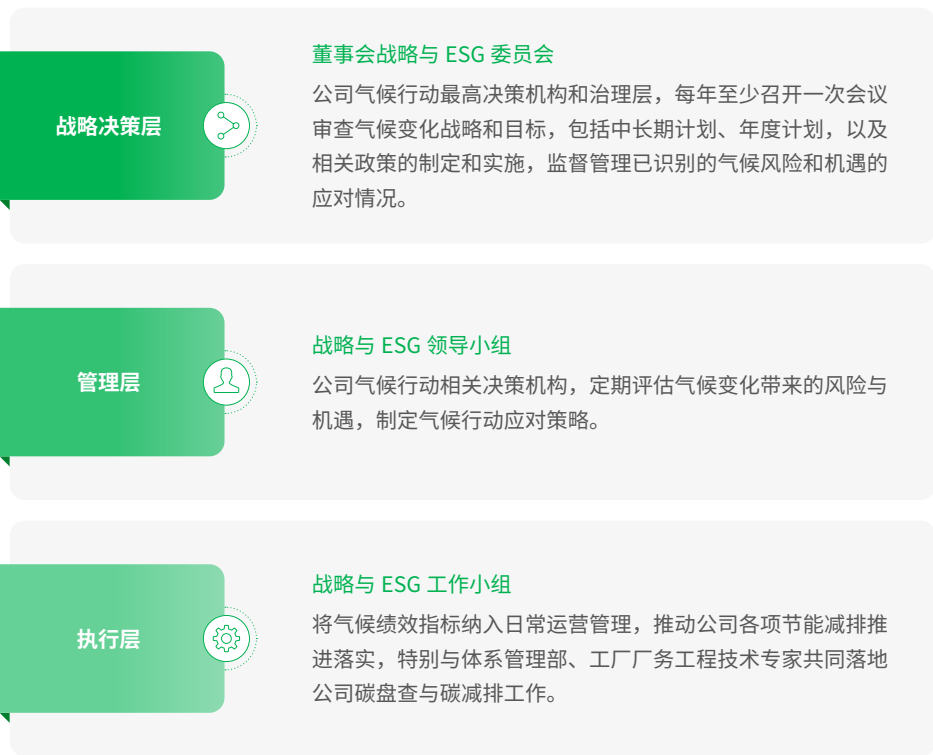 战略决策层
董事会战略与 ESG 委员会
公司气候行动最高决策机构和治理层，每年至少召开一次会议
审查气候变化战略和目标，包括中长期计划、年度计划，以及
相关政策的制定和实施，监督管理已识别的气候风险和机遇的
应对情况。
管理层
战略与 ESG 领导小组
公司气候行动相关决策机构，定期评估气候变化带来的风险与
机遇，制定气候行动应对策略。
执行层
战略与 ESG 工作小组
将气候绩效指标纳入日常运营管理，推动公司各项节能减排推
进落实，特别与体系管理部、工厂厂务工程技术专家共同落地
公司碳盘查与碳减排工作。